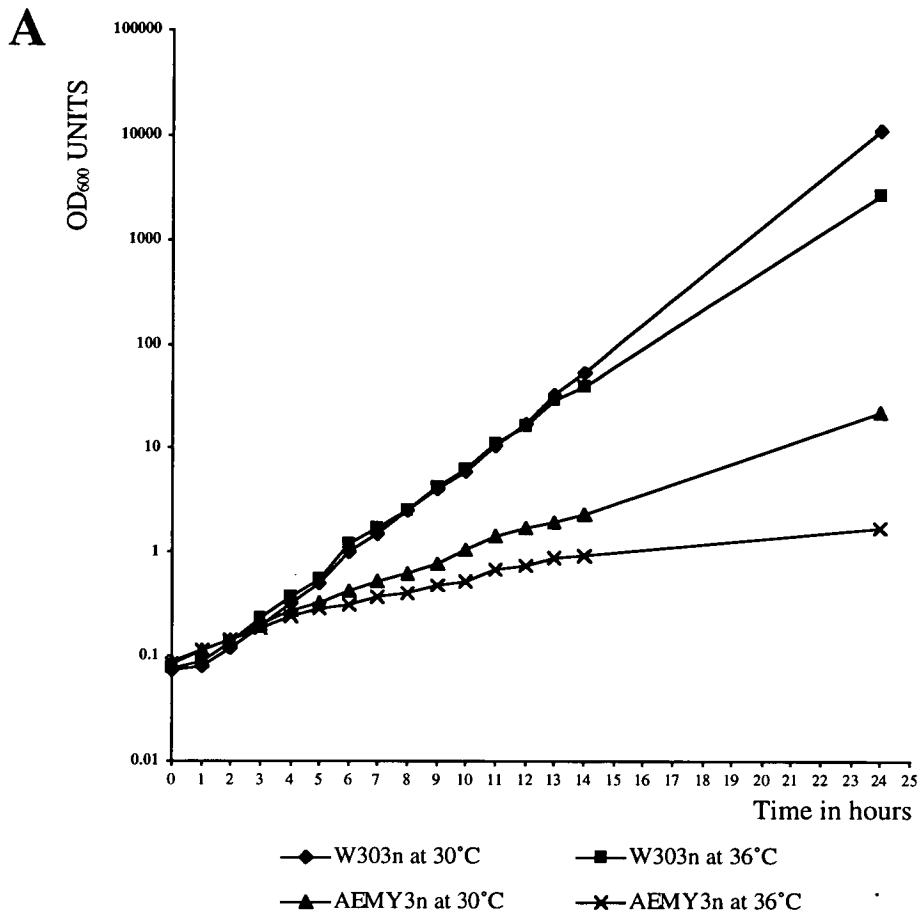 A
OD600 UNITS
100000
10000
1000
100
10
1
0.1
0.01
0 1 2 3 4 5 6 7 8 9 10 11 12 13 14 15 16 17 18 19 20 21 22 23 24 25
Time in hours
W303n at 30°C
W303n at 36°C
AEMY3n at 30°C
AEMY3n at 36°C